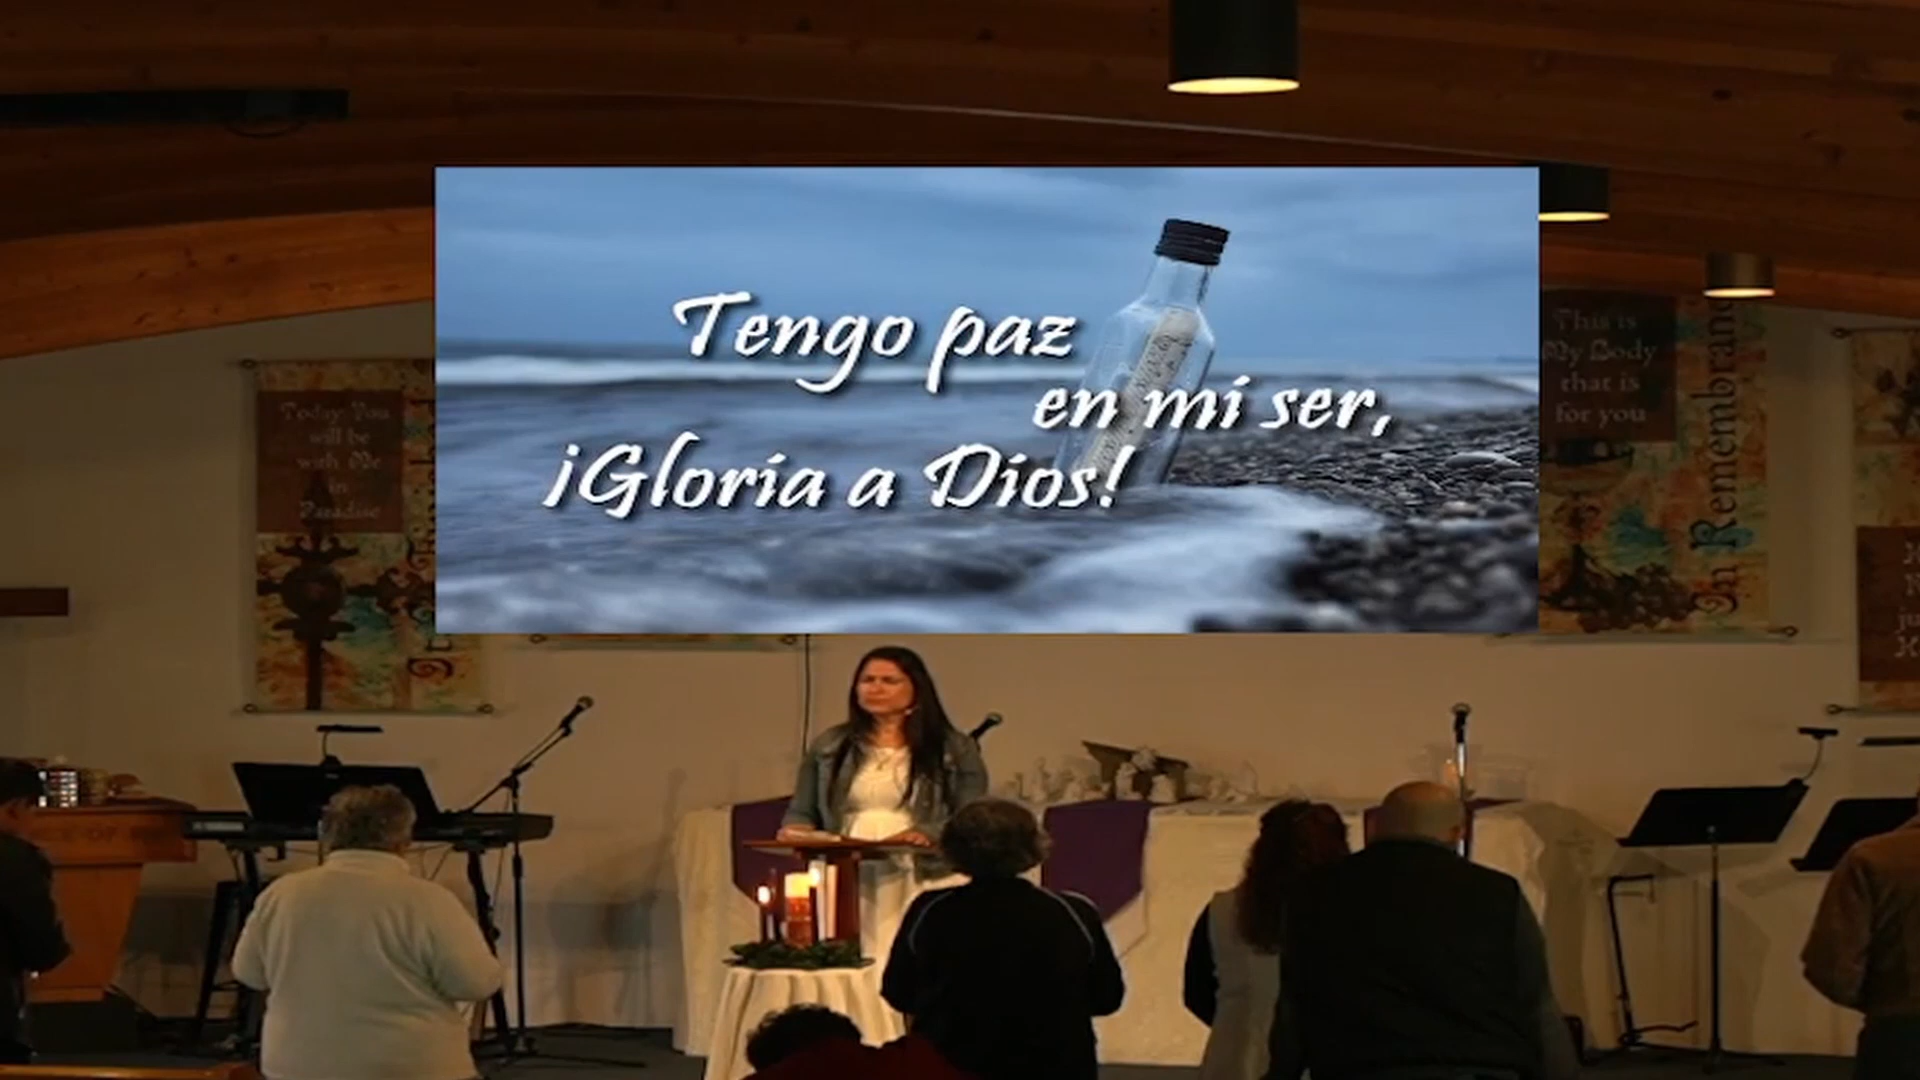 Tengo paz
en mi ser,
¡Gloria a Dios!
Today You
will be
with Me
in
Paradise
This is
My Body
that is
for you
In Remembranc